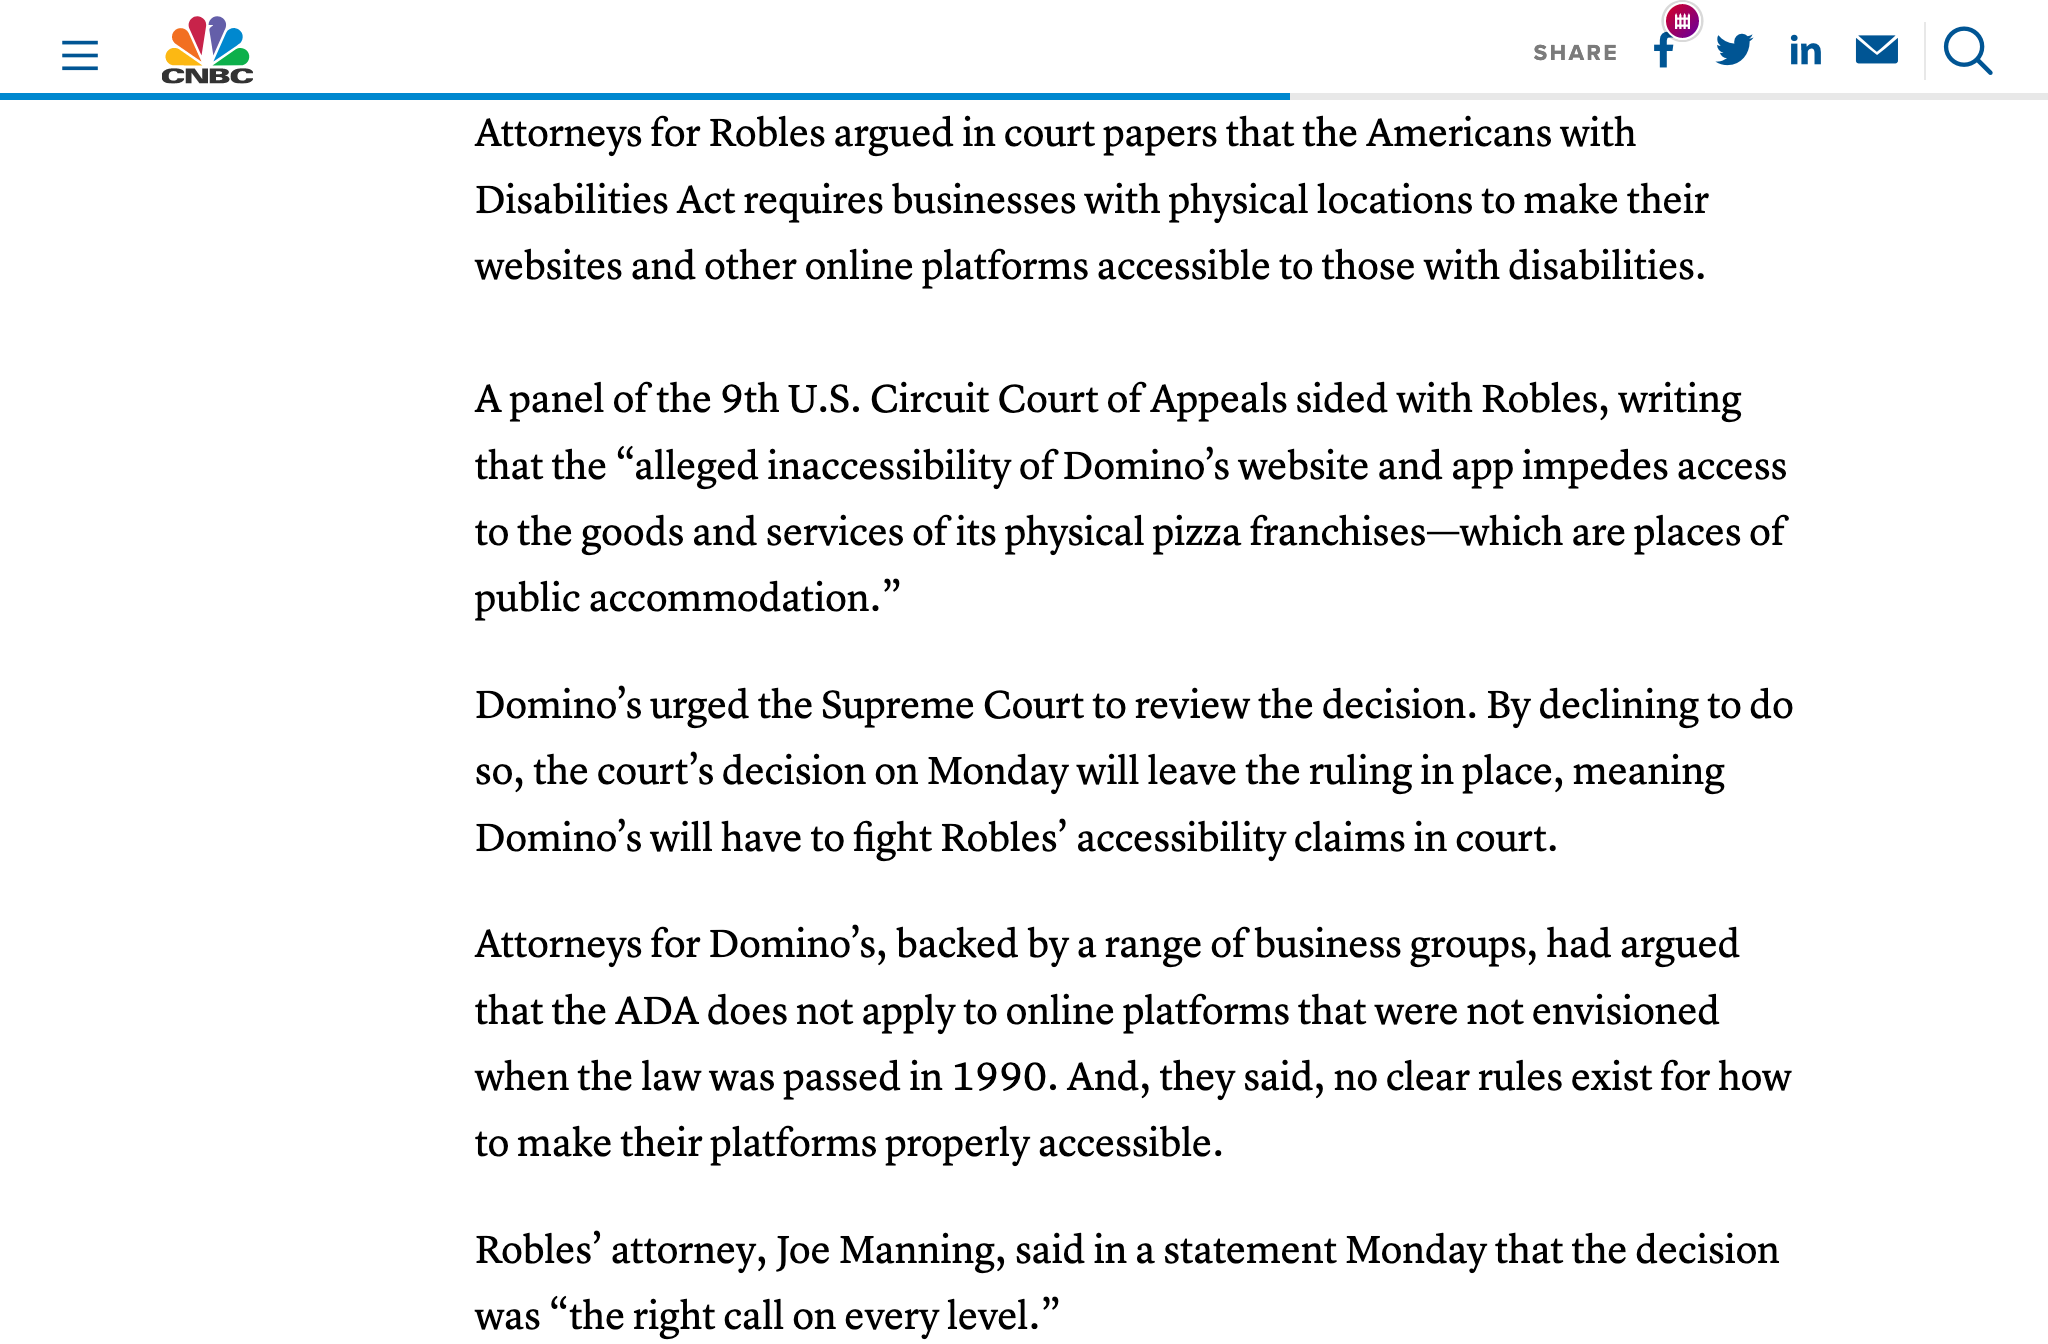 CNBC
SHARE
Attorneys for Robles argued in court papers that the Americans with
Disabilities Act requires businesses with physical locations to make their
websites and other online platforms accessible to those with disabilities.
A panel of the 9th U.S. Circuit Court of Appeals sided with Robles, writing
that the “alleged inaccessibility of Domino’s website and app impedes access
to the goods and services of its physical pizza franchises—which are places of
public accommodation.”
Domino’s urged the Supreme Court to review the decision. By declining to do
so, the court’s decision on Monday will leave the ruling in place, meaning
Domino’s will have to fight Robles’ accessibility claims in court.
Attorneys for Domino’s, backed by a range of business groups, had argued
that the ADA does not apply to online platforms that were not envisioned
when the law was passed in 1990. And, they said, no clear rules exist for how
to make their platforms properly accessible.
Robles’ attorney, Joe Manning, said in a statement Monday that the decision
was “the right call on every level.”